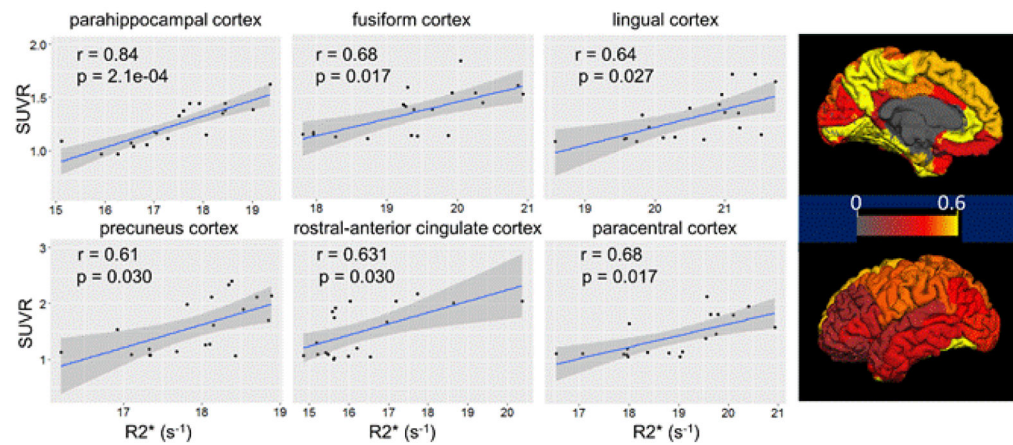 parahippocampal cortex
fusiform cortex
lingual cortex
r = 0.84
p = 2.1e-04
r = 0.68
p = 0.017
r = 0.64
p = 0.027
SUVR
2.0
1.5
1.0
15 16 17 18 19
18 19 20 21
19 20 21
0 0.6
precuneus cortex
rostral-anterior cingulate cortex
paracentral cortex
r = 0.61
p = 0.030
r = 0.631
p = 0.030
r = 0.68
p = 0.017
SUVR
3
2
1
17 18 19
15 16 17 18 19 20
17 18 19 20 21
R2* (s⁻¹)
R2* (s⁻¹)
R2* (s⁻¹)